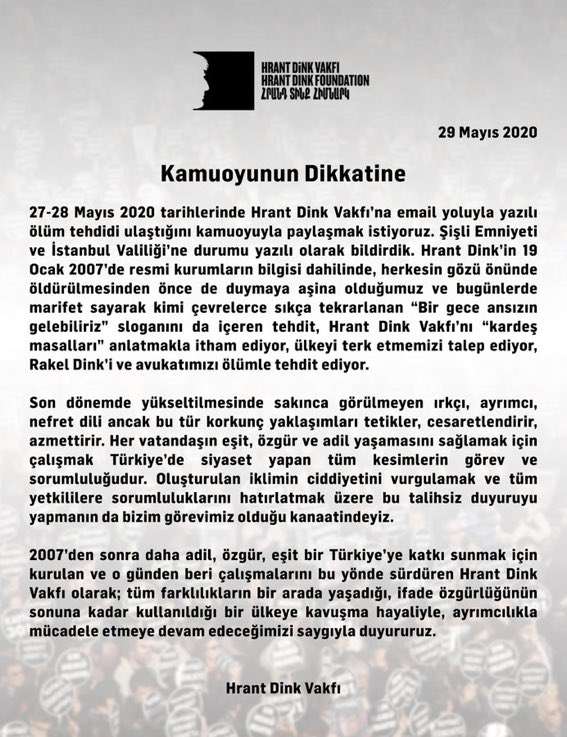 HRANT DİNK VAKFI
HRANT DINK FOUNDATION
ՀՐԱՆԴ ՏԻՆՔ ՀԻՄՆԱՐԿ
29 Mayıs 2020
Kamuoyunun Dikkatine
27-28 Mayıs 2020 tarihlerinde Hrant Dink Vakfı’na email yoluyla yazılı
ölüm tehdidi ulaştığını kamuoyuyla paylaşmak istiyoruz. Şişli Emniyeti
ve İstanbul Valiliği’ne durumu yazılı olarak bildirdik. Hrant Dink’in 19
Ocak 2007’de resmi kurumların bilgisi dahilinde, herkesin gözü önünde
öldürülmesinden önce de duymaya aşina olduğumuz ve bugünlerde
marifet sayarak kimi çevrelerce sıkça tekrarlanan “Bir gece ansızın
gelebiliriz” sloganını da içeren tehdit, Hrant Dink Vakfı’nı “kardeş
masalları” anlatmakla itham ediyor, ülkeyi terk etmemizi talep ediyor,
Rakel Dink’i ve avukatımızı ölümle tehdit ediyor.
Son dönemde yükseltilmesinde sakınca görülmeyen ırkçı, ayrımcı,
nefret dili ancak bu tür korkunç yaklaşımları tetikler, cesaretlendirir,
azmettirir. Her vatandaşın eşit, özgür ve adil yaşamasını sağlamak için
çalışmak Türkiye’de siyaset yapan tüm kesimlerin görev ve
sorumluluğudur. Oluşturulan iklimin ciddiyetini vurgulamak ve tüm
yetkililere sorumluluklarını hatırlatmak üzere bu talihsiz duyuruyu
yapmanın da bizim görevimiz olduğu kanaatindeyiz.
2007’den sonra daha adil, özgür, eşit bir Türkiye’ye katkı sunmak için
kurulan ve o günden beri çalışmalarını bu yönde sürdüren Hrant Dink
Vakfı olarak; tüm farklılıkların bir arada yaşadığı, ifade özgürlüğünün
sonuna kadar kullanıldığı bir ülkeye kavuşma hayaliyle, ayrımcılıkla
mücadele etmeye devam edeceğimizi saygıyla duyururuz.
Hrant Dink Vakfı